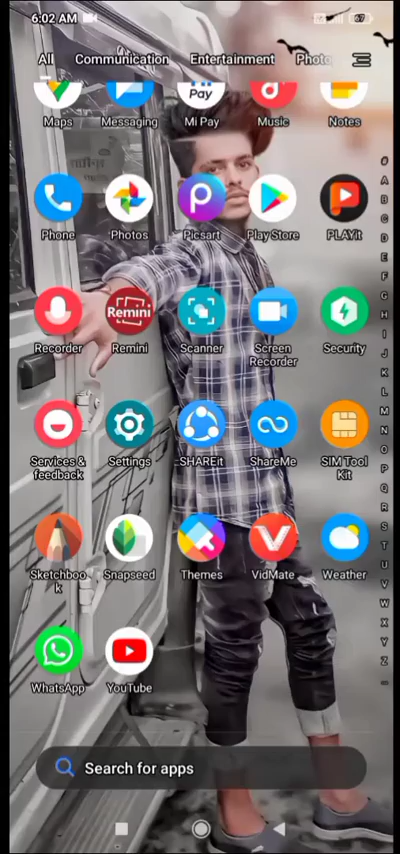 6:02 AM
67
All Communication Entertainment Photo
Maps Messaging Mi Pay Music Notes
Pay
Phone Photos Picsart Play Store PLAYit
Remini
Recorder Remini Scanner Screen Recorder Security
Services & feedback Settings SHAREit ShareMe SIM Tool Kit
Sketchboo
k Snapseed Themes VidMate Weather
WhatsApp YouTube
Search for apps
#
A
B
C
D
E
F
G
H
I
J
K
L
M
N
O
P
Q
R
S
T
U
V
W
X
Y
Z